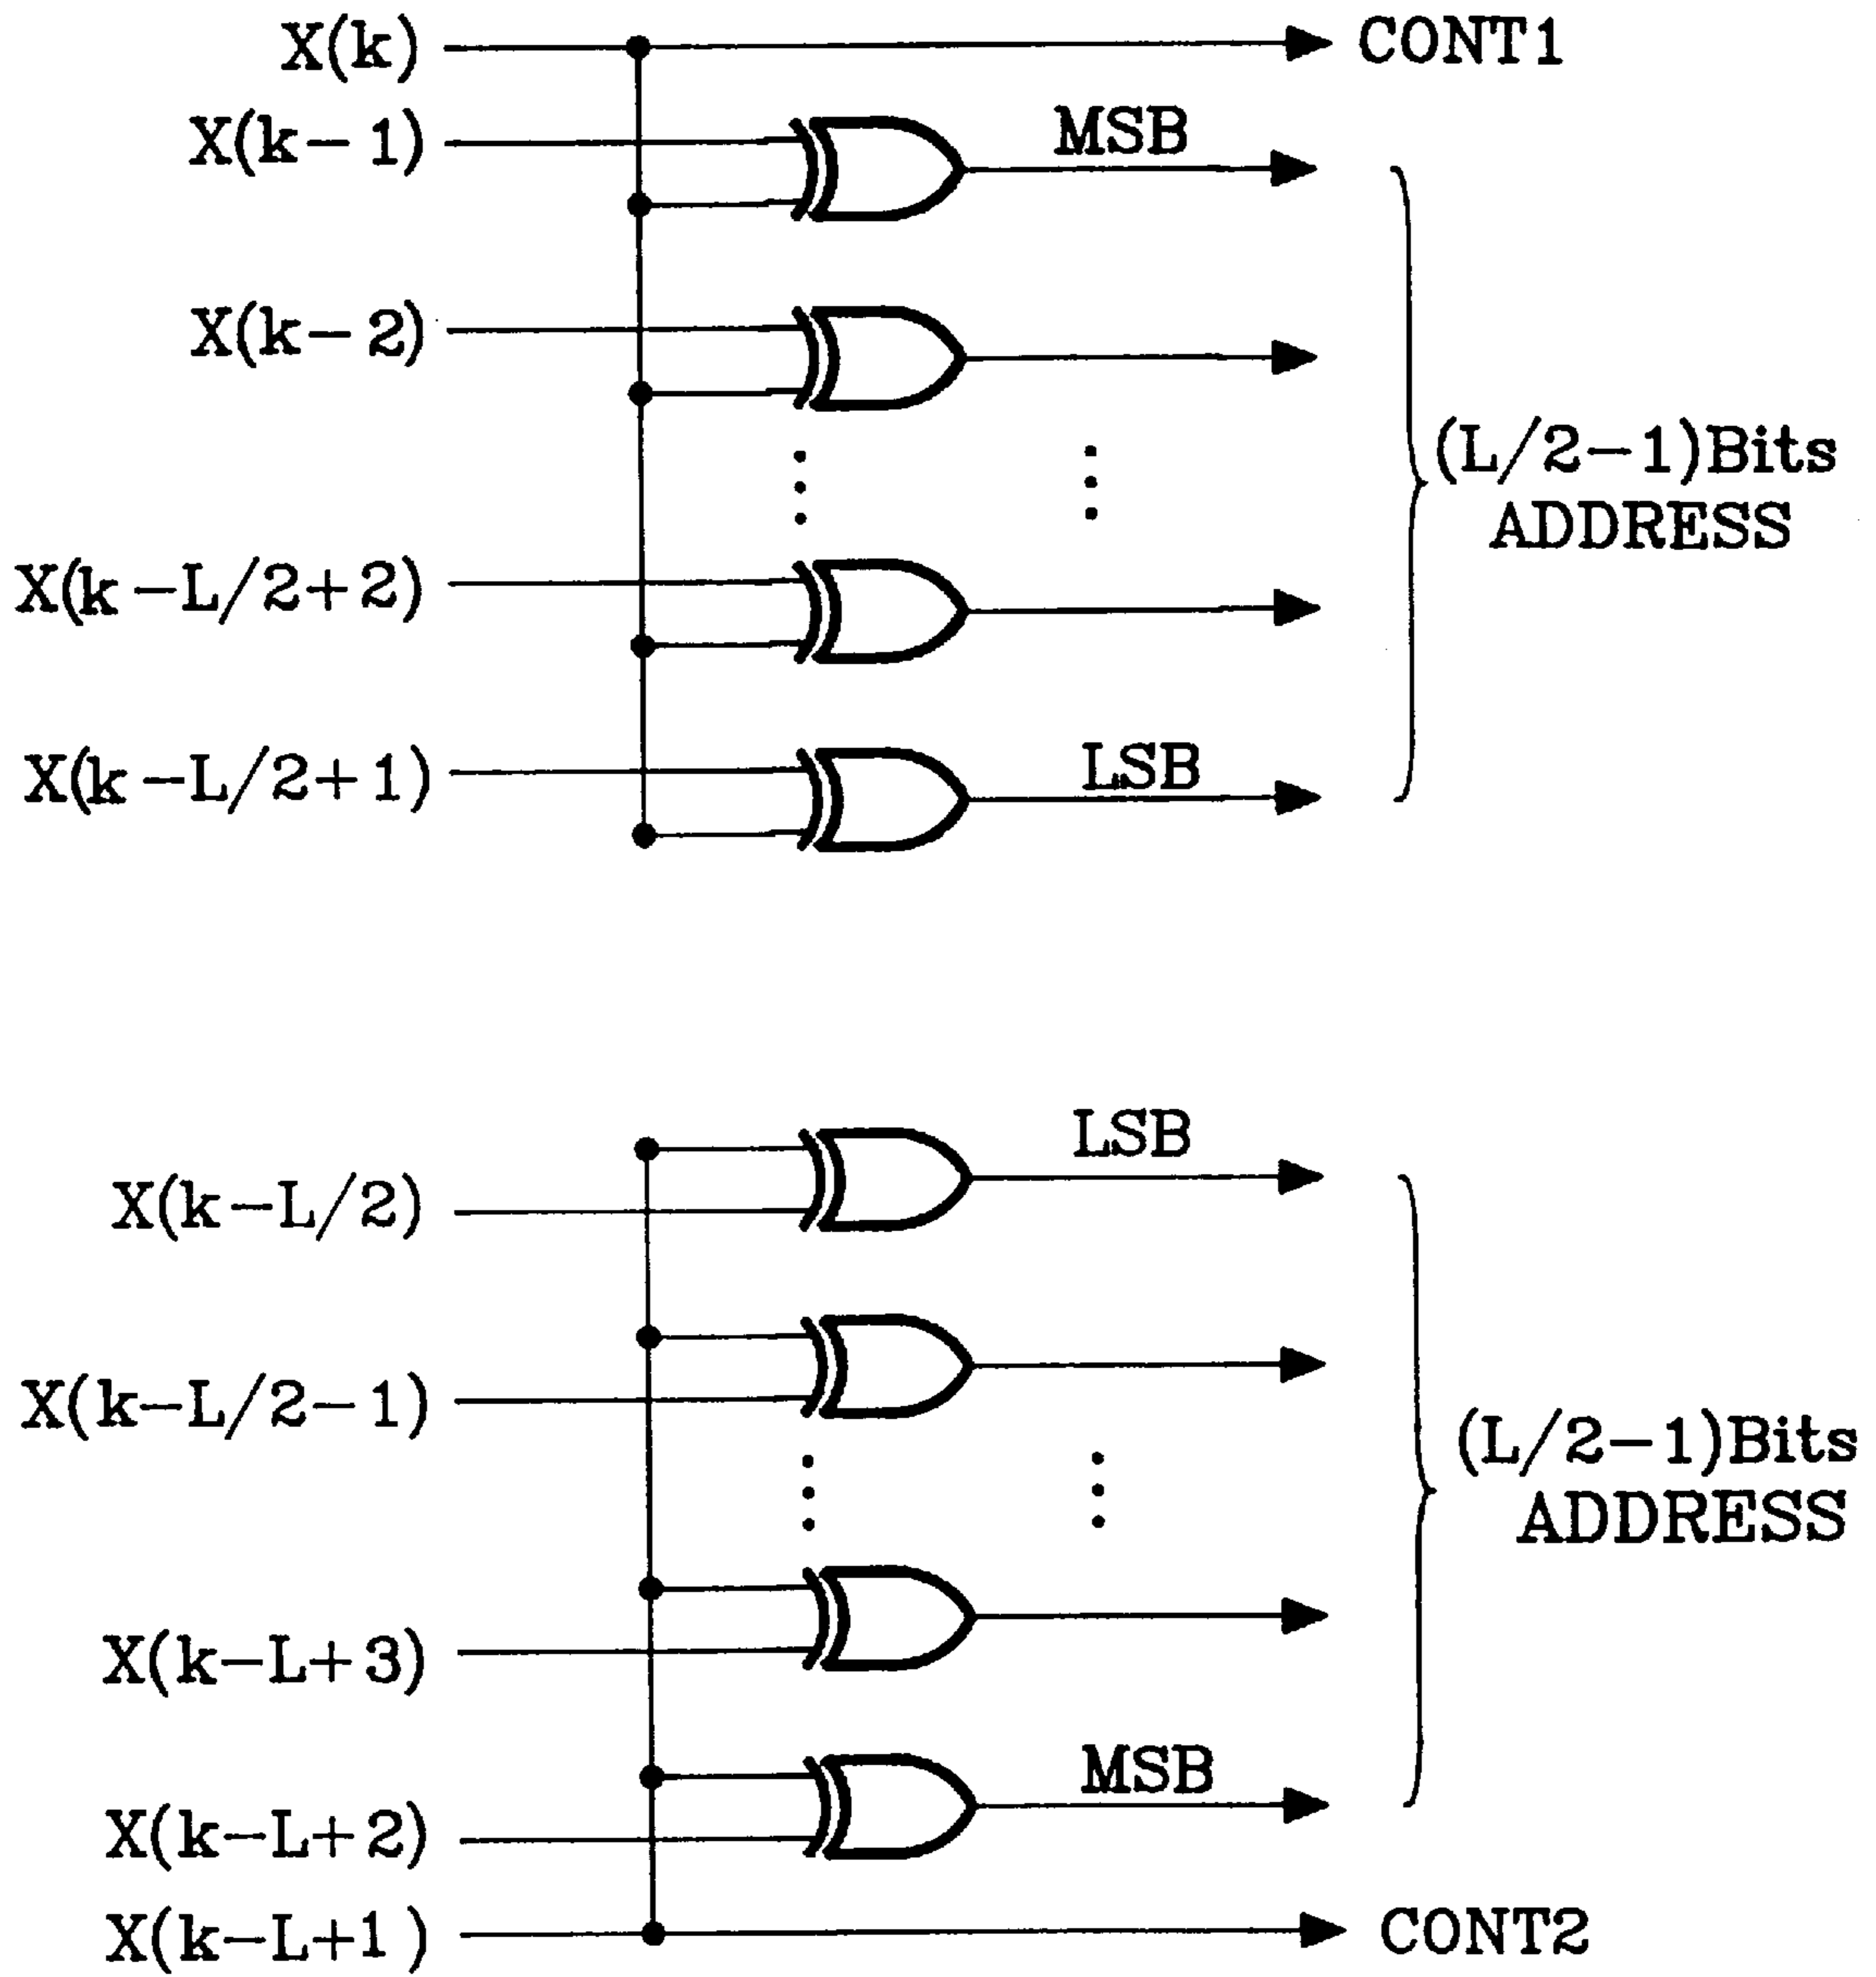 X(k) CONT1
X(k-1) MSB
X(k-2)
(L/2-1)Bits
ADDRESS
X(k-L/2+2)
X(k-L/2+1) LSB
LSB
X(k-L/2)
X(k-L/2-1)
(L/2-1)Bits
ADDRESS
X(k-L+3)
MSB
X(k-L+2)
X(k-L+1) CONT2